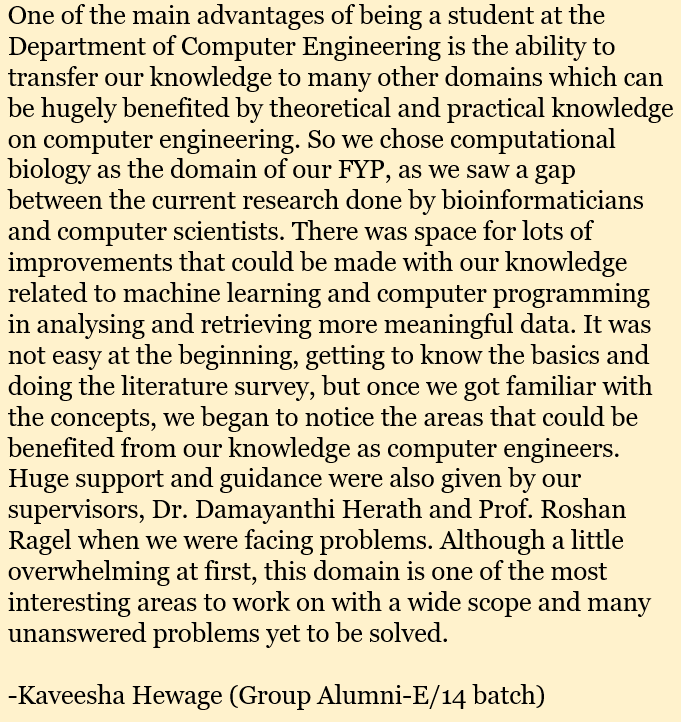 One of the main advantages of being a student at the
Department of Computer Engineering is the ability to
transfer our knowledge to many other domains which can
be hugely benefited by theoretical and practical knowledge
on computer engineering. So we chose computational
biology as the domain of our FYP, as we saw a gap
between the current research done by bioinformaticians
and computer scientists. There was space for lots of
improvements that could be made with our knowledge
related to machine learning and computer programming
in analysing and retrieving more meaningful data. It was
not easy at the beginning, getting to know the basics and
doing the literature survey, but once we got familiar with
the concepts, we began to notice the areas that could be
benefited from our knowledge as computer engineers.
Huge support and guidance were also given by our
supervisors, Dr. Damayanthi Herath and Prof. Roshan
Ragel when we were facing problems. Although a little
overwhelming at first, this domain is one of the most
interesting areas to work on with a wide scope and many
unanswered problems yet to be solved.
-Kaveesha Hewage (Group Alumni-E/14 batch)